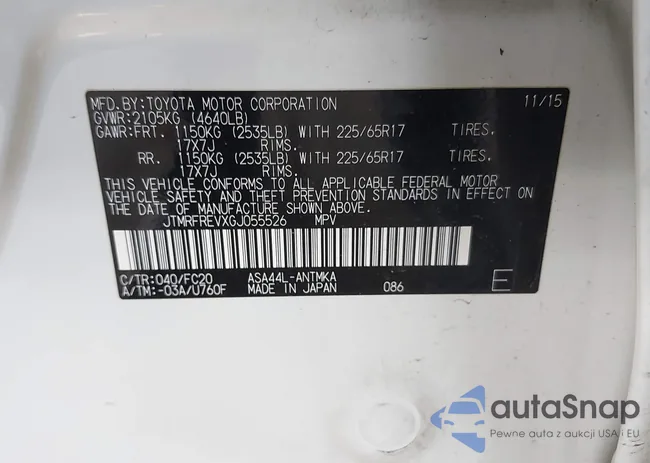 MFD.BY:TOYOTA MOTOR CORPORATION 11/15
GVWR:2105KG (4640LB)
GAWR:FRT. 1150KG (2535LB) WITH 225/65R17 TIRES.
17X7J RIMS.
RR. 1150KG (2535LB) WITH 225/65R17 TIRES.
17X7J RIMS.
THIS VEHICLE CONFORMS TO ALL APPLICABLE FEDERAL MOTOR
VEHICLE SAFETY AND THEFT PREVENTION STANDARDS IN EFFECT ON
THE DATE OF MANUFACTURE SHOWN ABOVE.
JTMRFREVXGJ055526 MPV
C/TR:040/FC20 ASA44L-ANTMKA
A/TM:-03A/U760F MADE IN JAPAN 086 E
autaSnap
Pewne auta z aukcji USA i EU